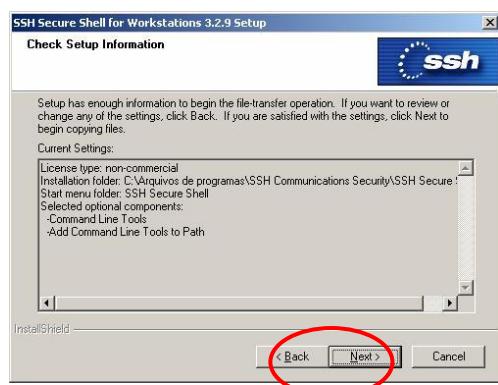 SSH Secure Shell for Workstations 3.2.9 Setup
Check Setup Information
ssh
Setup has enough information to begin the file-transfer operation. If you want to review or
change any of the settings, click Back. If you are satisfied with the settings, click Next to
begin copying files.
Current Settings:
License type: non-commercial
Installation folder: C:\Arquivos de programas\SSH Communications Security\SSH Secure
Start menu folder: SSH Secure Shell
Selected optional components:
-Command Line Tools
-Add Command Line Tools to Path
InstallShield
< Back
Next >
Cancel